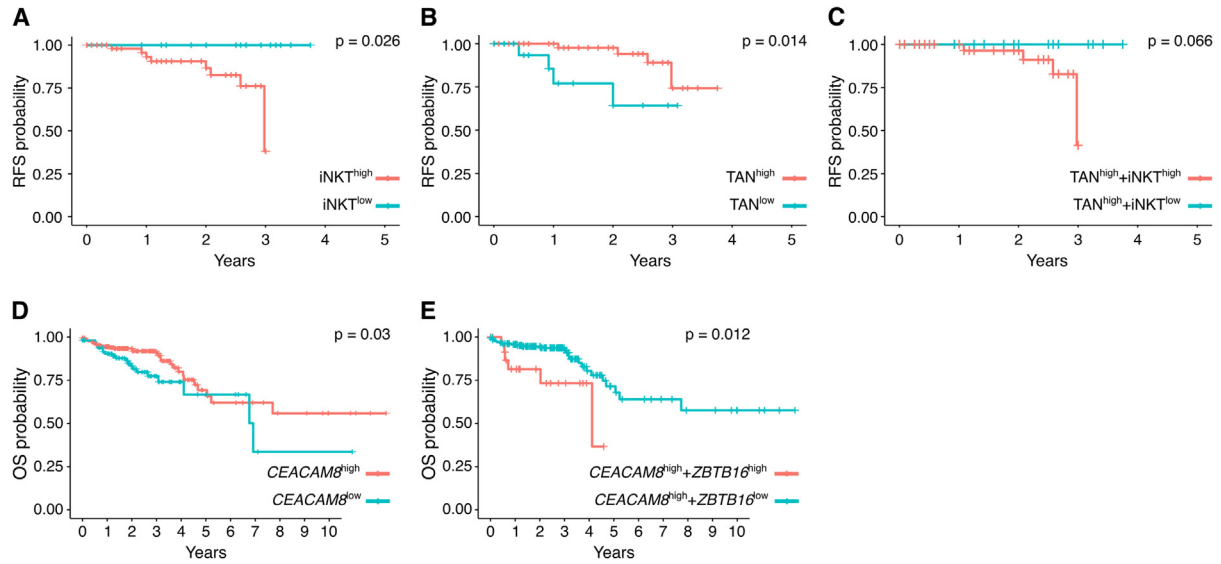 A
p = 0.026
RFS probability
1.00
0.75
0.50
0.25
0.00
iNKThigh
iNKTlow
0 1 2 3 4 5
Years
B
p = 0.014
RFS probability
1.00
0.75
0.50
0.25
0.00
TANhigh
TANlow
0 1 2 3 4 5
Years
C
p = 0.066
RFS probability
1.00
0.75
0.50
0.25
0.00
TANhigh+iNKThigh
TANhigh+iNKTlow
0 1 2 3 4 5
Years
D
p = 0.03
OS probability
1.00
0.75
0.50
0.25
0.00
CEACAM8high
CEACAM8low
0 1 2 3 4 5 6 7 8 9 10
Years
E
p = 0.012
OS probability
1.00
0.75
0.50
0.25
0.00
CEACAM8high+ZBTB16high
CEACAM8high+ZBTB16low
0 1 2 3 4 5 6 7 8 9 10
Years